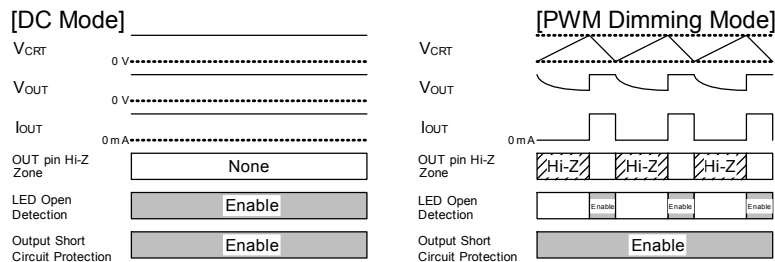 [DC Mode]
VCRT
0 V
VOUT
0 V
IOUT
0 mA
OUT pin Hi-Z
Zone
None
LED Open
Detection
Enable
Output Short
Circuit Protection
Enable
[PWM Dimming Mode]
VCRT
VOUT
IOUT
0 mA
OUT pin Hi-Z
Zone
Hi-Z
Hi-Z
Hi-Z
LED Open
Detection
Enable
Enable
Enable
Output Short
Circuit Protection
Enable